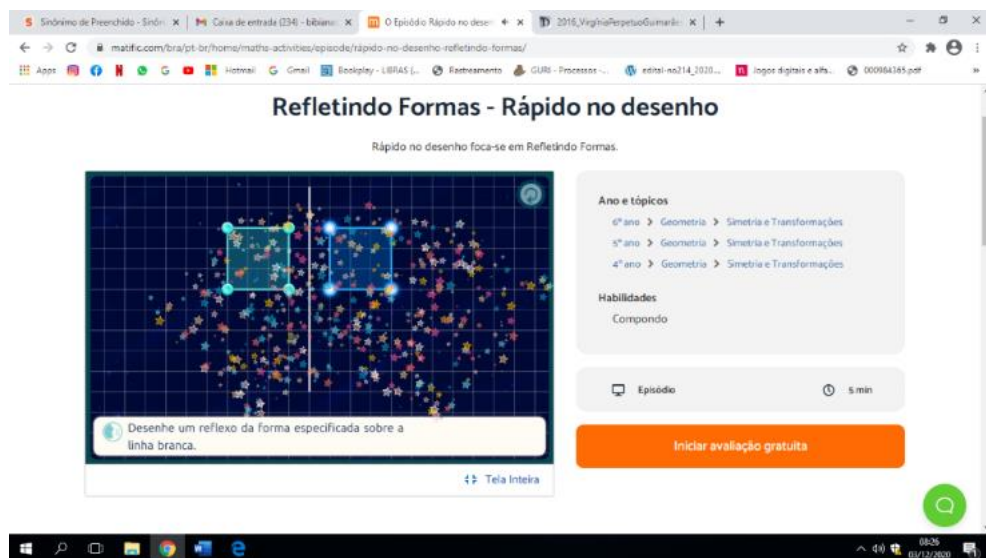 Sinônimo de Preenchido - Sinôn
Caixa de entrada (234) - bibiana
O Episódio Rápido no desen
2016_VirgíniaPerpetuoGuimarãe
matific.com/bra/pt-br/home/maths-activities/episode/rápido-no-desenho-refletindo-formas/
Apps
Hotmail
Gmail
Bookplay - LIBRAS (...
Rastreamento
GURI - Processos -...
edital-no214_2020...
Jogos digitais e alfa...
000984365.pdf
Refletindo Formas - Rápido no desenho
Rápido no desenho foca-se em Refletindo Formas.
Desenhe um reflexo da forma especificada sobre a
linha branca.
Tela Inteira
Ano e tópicos
6º ano > Geometria > Simetria e Transformações
5º ano > Geometria > Simetria e Transformações
4º ano > Geometria > Simetria e Transformações
Habilidades
Compondo
Episódio
5 min
Iniciar avaliação gratuita
08:26
03/12/2020